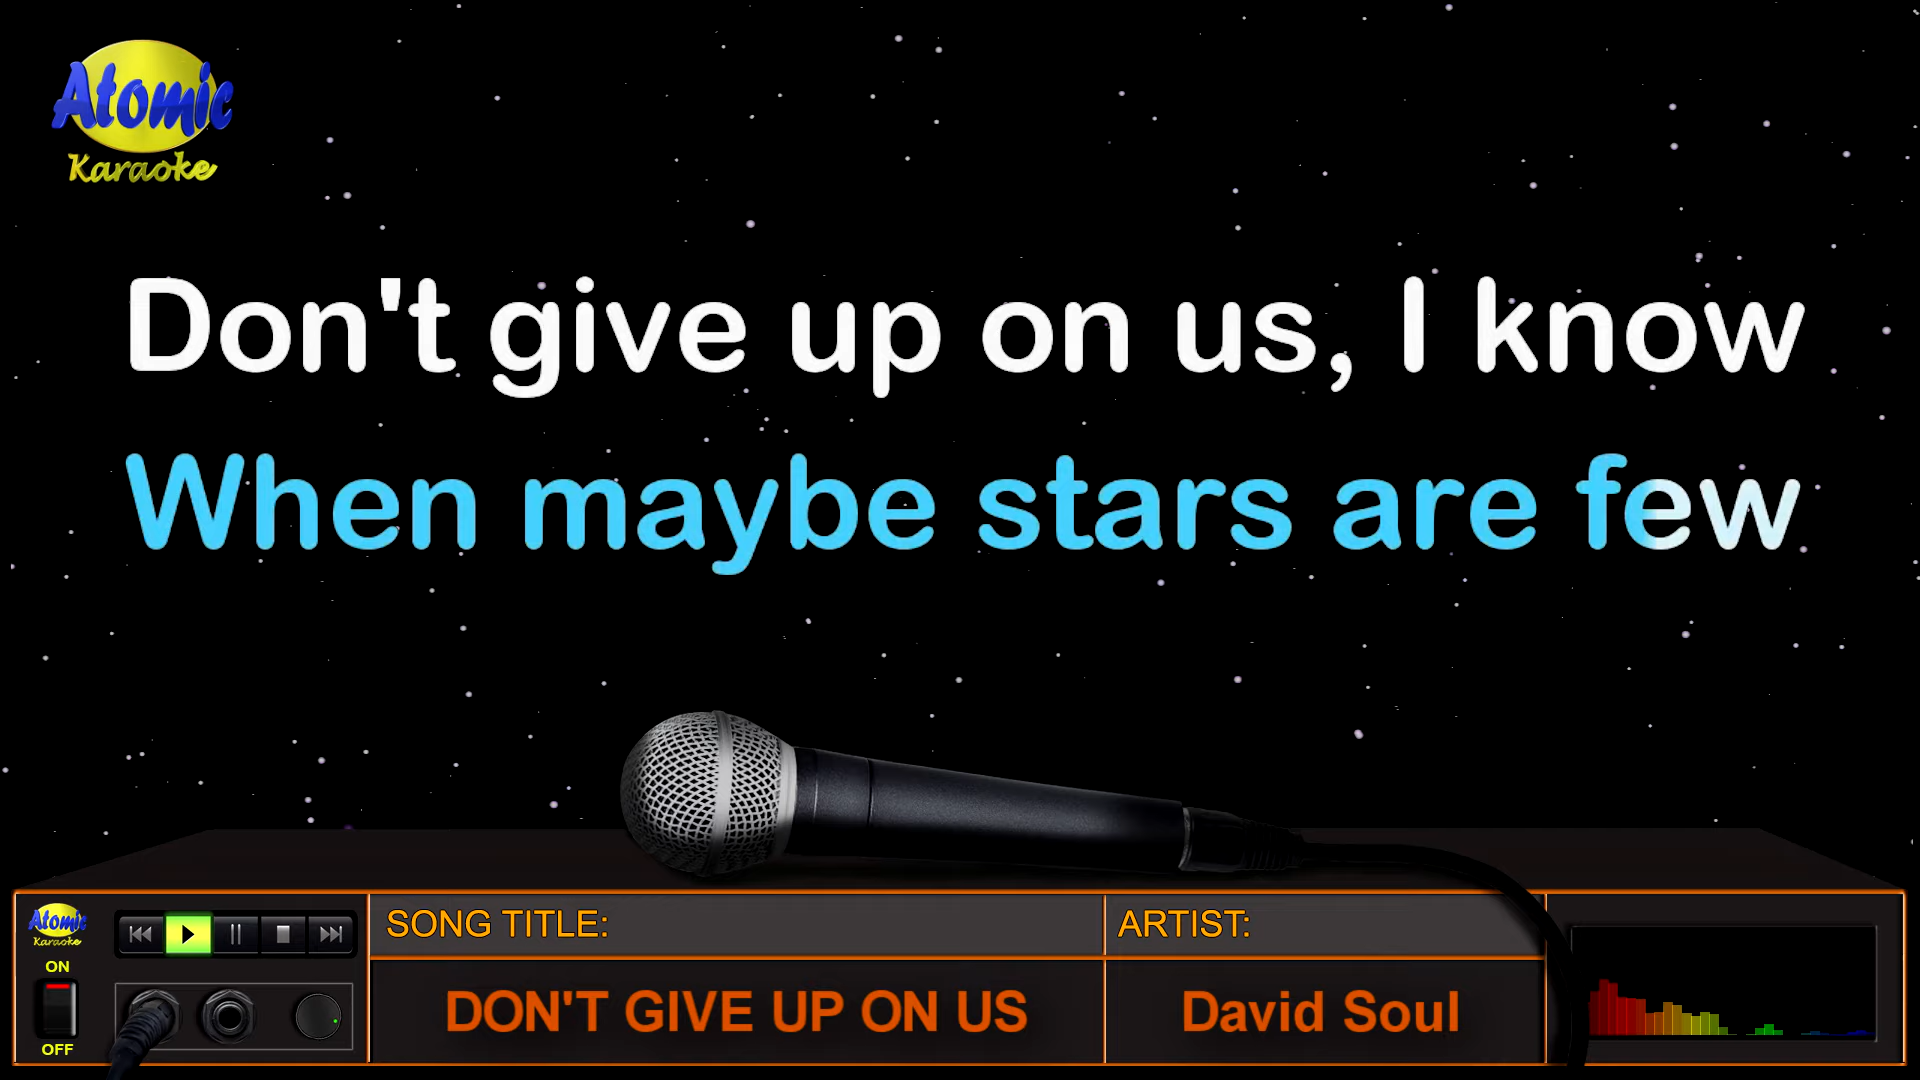 Atomic
Karaoke
Don't give up on us, I know
When maybe stars are few
Atomic
Karaoke
ON
OFF
SONG TITLE:
ARTIST:
DON'T GIVE UP ON US
David Soul